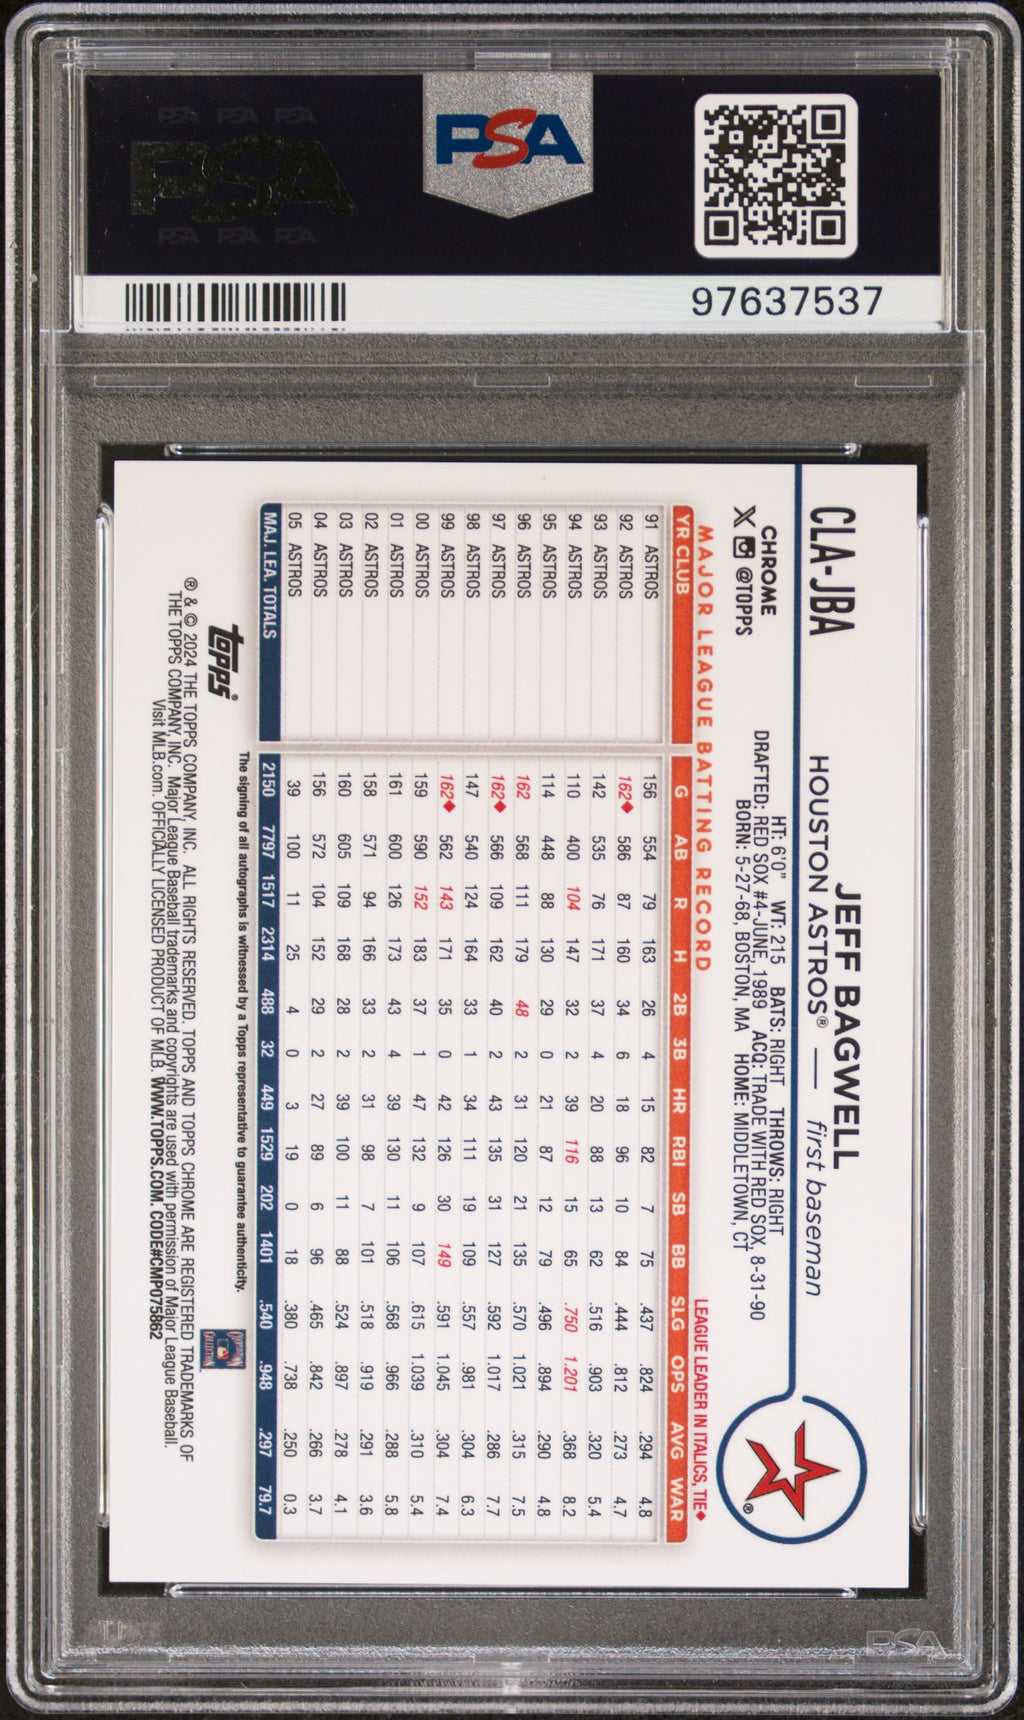 PSA PSA PSA
PSA
PSA PSA PSA
PSA
97637537
CLA-JBA
JEFF BAGWELL
HOUSTON ASTROS® — first baseman
CHROME
X @TOPPS
HT: 6'0" WT: 215 BATS: RIGHT THROWS: RIGHT
DRAFTED: RED SOX #4-JUNE, 1989 ACQ: TRADE WITH RED SOX, 8-31-90
BORN: 5-27-68, BOSTON, MA HOME: MIDDLETOWN, CT
MAJOR LEAGUE BATTING RECORD
LEAGUE LEADER IN ITALICS, TIE◆
YR CLUB G AB R H 2B 3B HR RBI SB BB SLG OPS AVG WAR
91 ASTROS 156 554 79 163 26 4 15 82 7 75 .437 .824 .294 4.8
92 ASTROS 162◆ 586 87 160 34 6 18 96 10 84 .444 .812 .273 4.7
93 ASTROS 142 535 76 171 37 4 20 88 13 62 .516 .903 .320 5.4
94 ASTROS 110 400 104 147 32 2 39 116 15 65 .750 1.201 .368 8.2
95 ASTROS 114 448 88 130 29 0 21 87 12 79 .496 .894 .290 4.8
96 ASTROS 162 568 111 179 48 2 31 120 21 135 .570 1.021 .315 7.5
97 ASTROS 162◆ 566 109 162 40 2 43 135 31 127 .592 1.017 .286 7.7
98 ASTROS 147 540 124 164 33 1 34 111 19 109 .557 .981 .304 6.3
99 ASTROS 162◆ 562 143 171 35 0 42 126 30 149 .591 1.045 .304 7.4
00 ASTROS 159 590 152 183 37 1 47 132 9 107 .615 1.039 .310 5.4
01 ASTROS 161 600 126 173 43 4 39 130 11 106 .568 .966 .288 5.8
02 ASTROS 158 571 94 166 33 2 31 98 7 101 .518 .919 .291 3.6
03 ASTROS 160 605 109 168 28 2 39 100 11 88 .524 .897 .278 4.1
04 ASTROS 156 572 104 152 29 2 27 89 6 96 .465 .842 .266 3.7
05 ASTROS 39 100 11 25 4 0 3 19 0 18 .380 .738 .250 0.3
MAJ. LEA. TOTALS 2150 7797 1517 2314 488 32 449 1529 202 1401 .540 .948 .297 79.7
The signing of all autographs is witnessed by a Topps representative to guarantee authenticity.
topps®
® & © 2024 THE TOPPS COMPANY, INC. ALL RIGHTS RESERVED. TOPPS AND TOPPS CHROME ARE REGISTERED TRADEMARKS OF
THE TOPPS COMPANY, INC. Major League Baseball trademarks and copyrights are used with permission of Major League Baseball.
Visit MLB.com. OFFICIALLY LICENSED PRODUCT OF MLB. WWW.TOPPS.COM. CODE#CMP075862
PSA